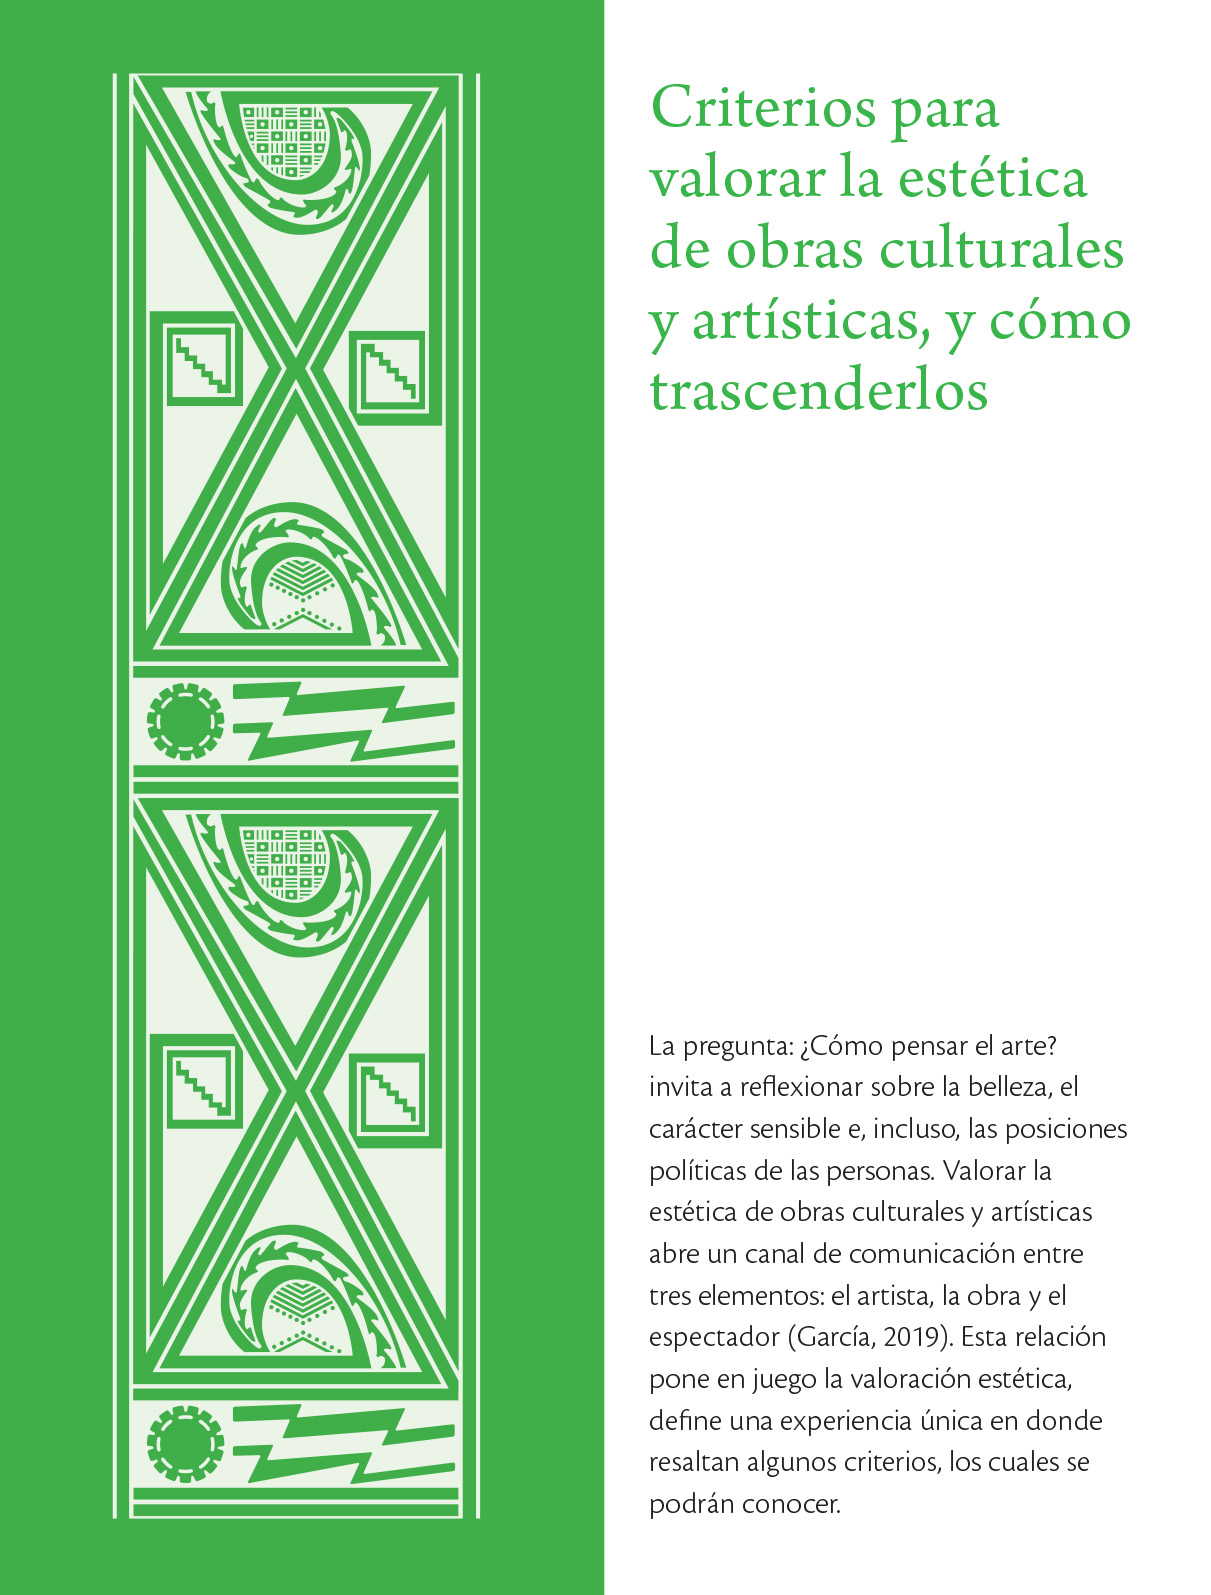 Criterios para
valorar la estética
de obras culturales
y artísticas, y cómo
trascenderlos
La pregunta: ¿Cómo pensar el arte?
invita a reflexionar sobre la belleza, el
carácter sensible e, incluso, las posiciones
políticas de las personas. Valorar la
estética de obras culturales y artísticas
abre un canal de comunicación entre
tres elementos: el artista, la obra y el
espectador (García, 2019). Esta relación
pone en juego la valoración estética,
define una experiencia única en donde
resaltan algunos criterios, los cuales se
podrán conocer.